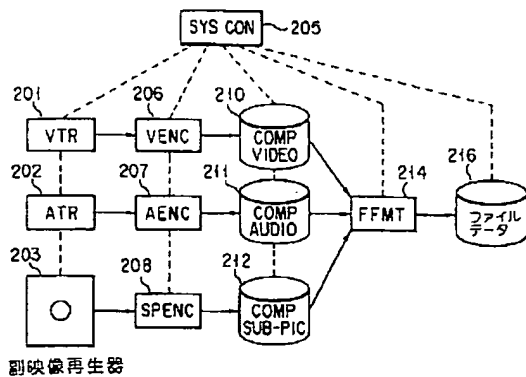 SYS CON
205
201
206
210
VTR
VENC
COMP
VIDEO
202
207
211
214
216
ATR
AENC
COMP
AUDIO
FFMT
ファイル
データ
203
208
212
SPENC
COMP
SUB-PIC
副映像再生器